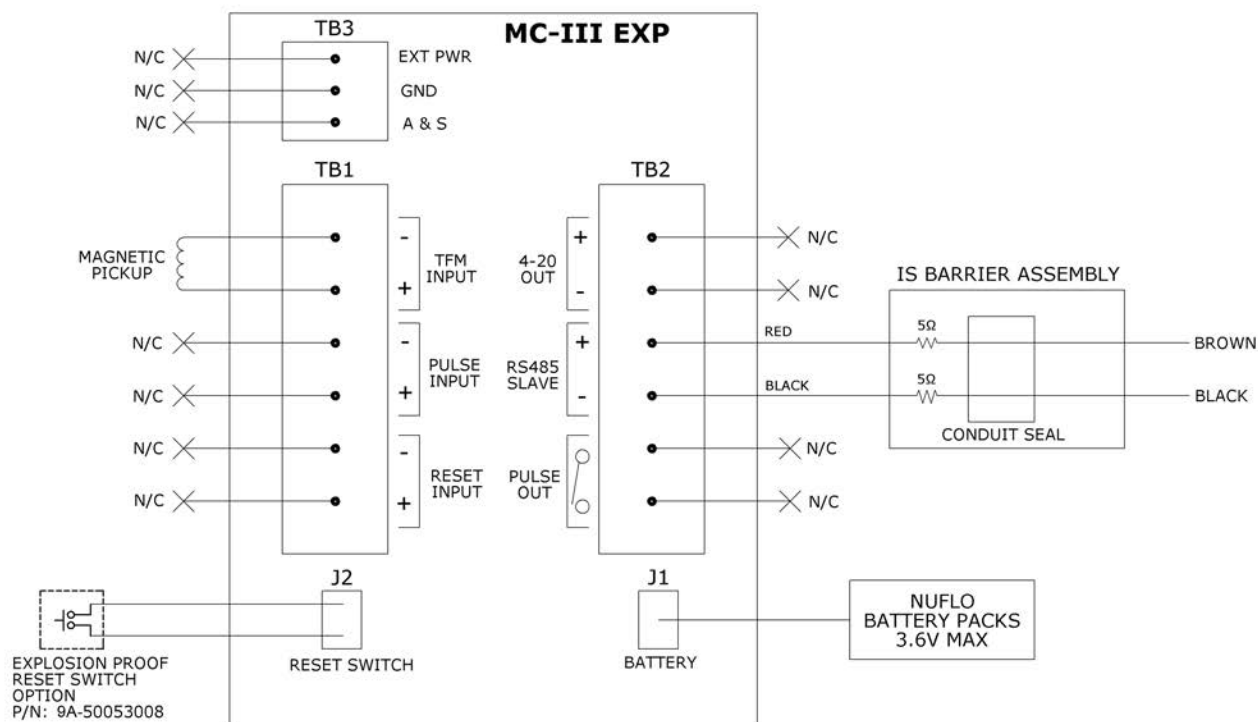 MC-III EXP
TB3
N/C
EXT PWR
N/C
GND
N/C
A & S
TB1
MAGNETIC
PICKUP
-
+
TFM
INPUT
N/C
-
N/C
+
PULSE
INPUT
N/C
-
N/C
+
RESET
INPUT
TB2
4-20
OUT
+
-
N/C
N/C
RS485
SLAVE
+
-
RED
BLACK
PULSE
OUT
N/C
N/C
IS BARRIER ASSEMBLY
5Ω
5Ω
CONDUIT SEAL
BROWN
BLACK
J2
RESET SWITCH
EXPLOSION PROOF
RESET SWITCH
OPTION
P/N: 9A-50053008
J1
BATTERY
NUFLO
BATTERY PACKS
3.6V MAX